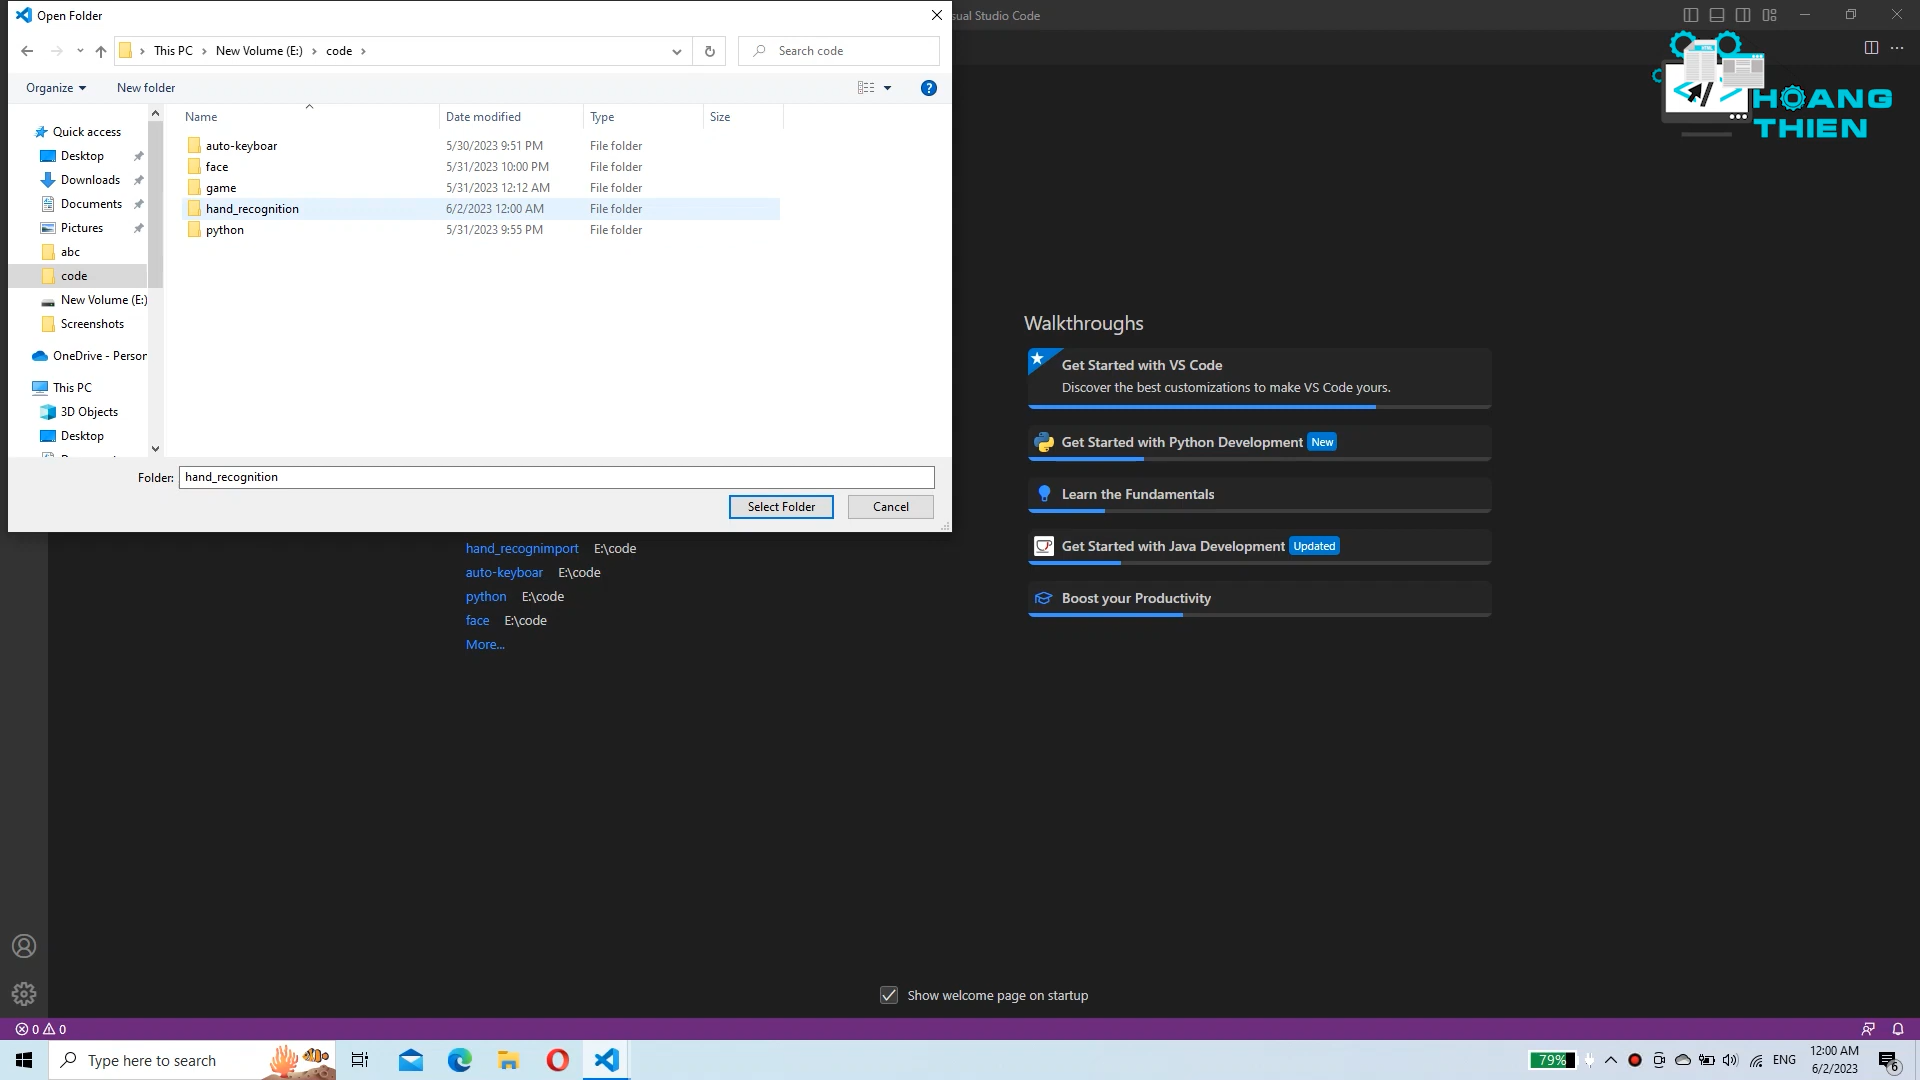 Open Folder
sual Studio Code
This PC
New Volume (E:)
code
Search code
Organize
New folder
Name
Date modified
Type
Size
Quick access
Desktop
Downloads
Documents
Pictures
abc
code
New Volume (E:)
Screenshots
OneDrive - Person
This PC
3D Objects
Desktop
auto-keyboar 5/30/2023 9:51 PM File folder
face 5/31/2023 10:00 PM File folder
game 5/31/2023 12:12 AM File folder
hand_recognition 6/2/2023 12:00 AM File folder
python 5/31/2023 9:55 PM File folder
Folder: hand_recognition
Select Folder
Cancel
HOANG
THIEN
hand_recognimport E:\code
auto-keyboar E:\code
python E:\code
face E:\code
More...
Walkthroughs
Get Started with VS Code
Discover the best customizations to make VS Code yours.
Get Started with Python Development New
Learn the Fundamentals
Get Started with Java Development Updated
Boost your Productivity
Show welcome page on startup
0 0
Type here to search
79%
ENG
12:00 AM
6/2/2023
6